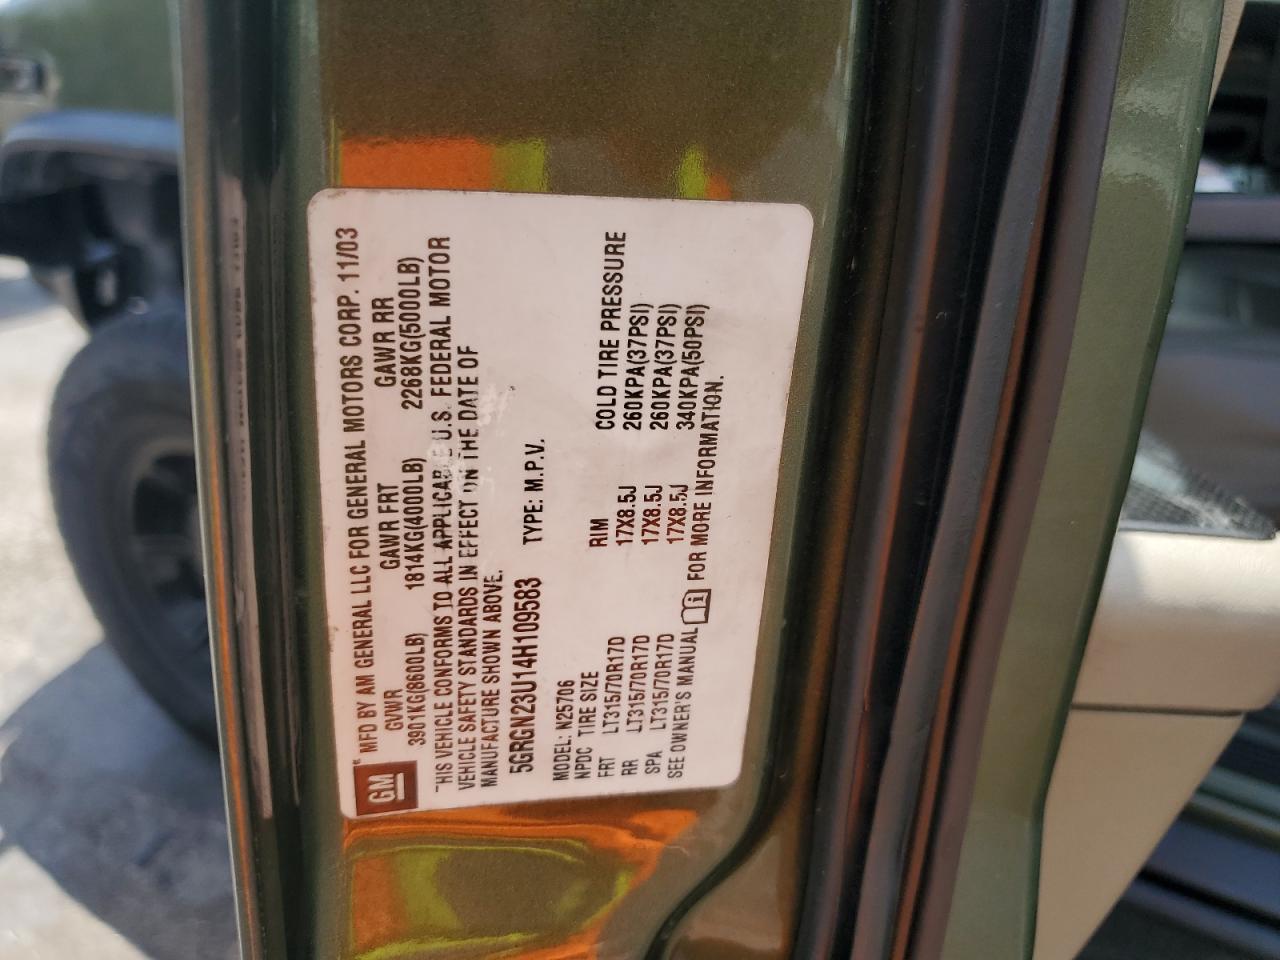 GM
MFD BY AM GENERAL LLC FOR GENERAL MOTORS CORP. 11/03
GVWR GAWR FRT GAWR RR
3901KG(8600LB) 1814KG(4000LB) 2268KG(5000LB)
THIS VEHICLE CONFORMS TO ALL APPLICABLE U.S. FEDERAL MOTOR
VEHICLE SAFETY STANDARDS IN EFFECT ON THE DATE OF
MANUFACTURE SHOWN ABOVE.
5GRGN23U14H109583 TYPE: M.P.V.
MODEL: N25706
NPDC TIRE SIZE RIM COLD TIRE PRESSURE
FRT LT315/70R17D 17X8.5J 260KPA(37PSI)
RR LT315/70R17D 17X8.5J 260KPA(37PSI)
SPA LT315/70R17D 17X8.5J 340KPA(50PSI)
SEE OWNER'S MANUAL FOR MORE INFORMATION.